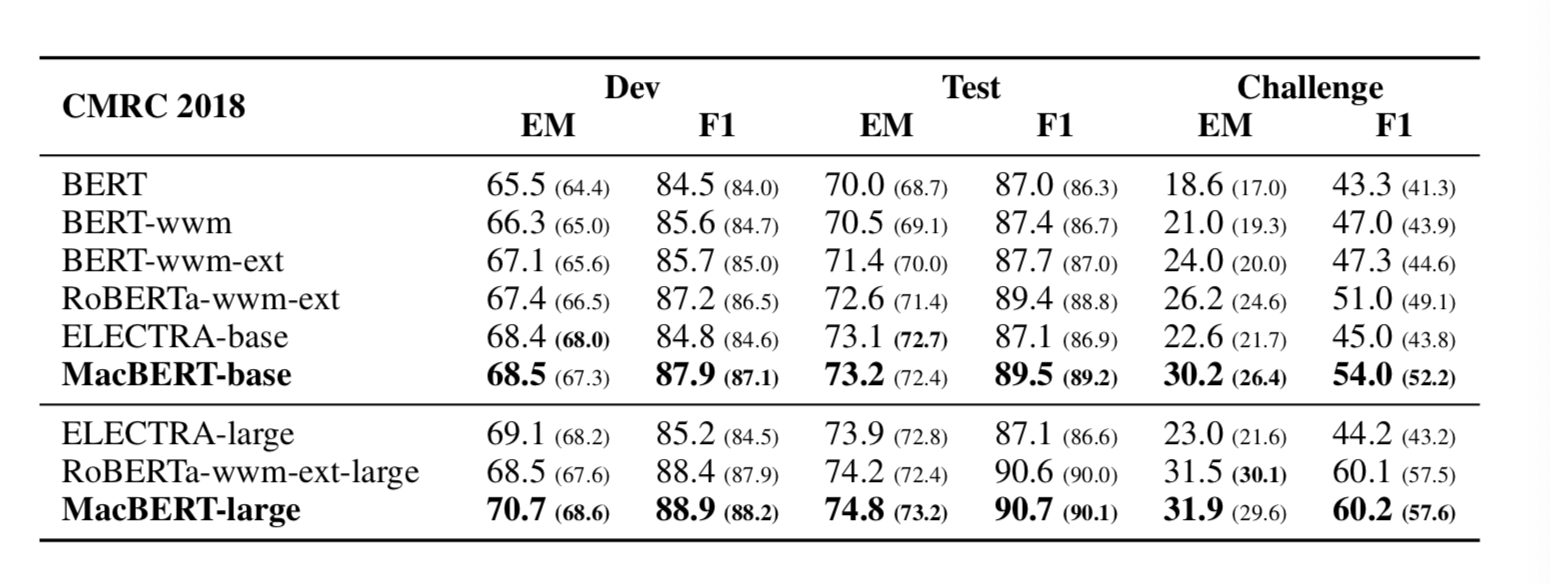 CMRC 2018 Dev Test Challenge
EM F1 EM F1 EM F1
BERT 65.5 (64.4) 84.5 (84.0) 70.0 (68.7) 87.0 (86.3) 18.6 (17.0) 43.3 (41.3)
BERT-wwm 66.3 (65.0) 85.6 (84.7) 70.5 (69.1) 87.4 (86.7) 21.0 (19.3) 47.0 (43.9)
BERT-wwm-ext 67.1 (65.6) 85.7 (85.0) 71.4 (70.0) 87.7 (87.0) 24.0 (20.0) 47.3 (44.6)
RoBERTa-wwm-ext 67.4 (66.5) 87.2 (86.5) 72.6 (71.4) 89.4 (88.8) 26.2 (24.6) 51.0 (49.1)
ELECTRA-base 68.4 (68.0) 84.8 (84.6) 73.1 (72.7) 87.1 (86.9) 22.6 (21.7) 45.0 (43.8)
MacBERT-base 68.5 (67.3) 87.9 (87.1) 73.2 (72.4) 89.5 (89.2) 30.2 (26.4) 54.0 (52.2)
ELECTRA-large 69.1 (68.2) 85.2 (84.5) 73.9 (72.8) 87.1 (86.6) 23.0 (21.6) 44.2 (43.2)
RoBERTa-wwm-ext-large 68.5 (67.6) 88.4 (87.9) 74.2 (72.4) 90.6 (90.0) 31.5 (30.1) 60.1 (57.5)
MacBERT-large 70.7 (68.6) 88.9 (88.2) 74.8 (73.2) 90.7 (90.1) 31.9 (29.6) 60.2 (57.6)